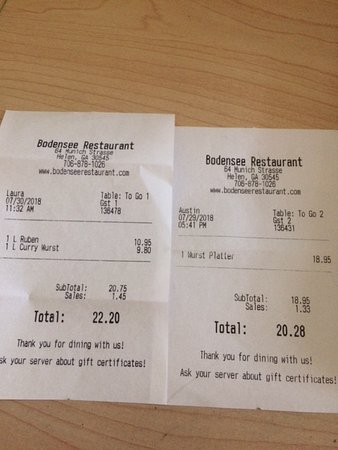 Bodensee Restaurant
64 Munich Strasse
Helen, GA 30545
706-878-1026
www.bodenseerestaurant.com
Laura
Table: To Go 1
07/30/2018
Gst 1
11:32 AM
136478
1 L Ruben 10.95
1 L Curry Wurst 9.80
SubTotal: 20.75
Sales: 1.45
Total: 22.20
Thank you for dining with us!
Ask your server about gift certificates!
Bodensee Restaurant
64 Munich Strasse
Helen, GA 30545
706-878-1026
www.bodenseerestaurant.com
Austin
Table: To Go 2
07/29/2018
Gst 2
05:41 PM
136431
1 Wurst Platter 18.95
SubTotal: 18.95
Sales: 1.33
Total: 20.28
Thank you for dining with us!
Ask your server about gift certificates!